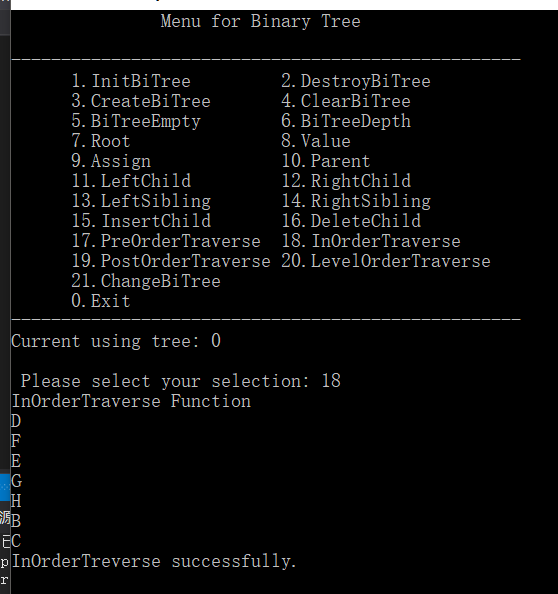 Menu for Binary Tree
---------------------------------------------------
1.InitBiTree 2.DestroyBiTree
3.CreateBiTree 4.ClearBiTree
5.BiTreeEmpty 6.BiTreeDepth
7.Root 8.Value
9.Assign 10.Parent
11.LeftChild 12.RightChild
13.LeftSibling 14.RightSibling
15.InsertChild 16.DeleteChild
17.PreOrderTraverse 18.InOrderTraverse
19.PostOrderTraverse 20.LevelOrderTraverse
21.ChangeBiTree
0.Exit
---------------------------------------------------
Current using tree: 0
Please select your selection: 18
InOrderTraverse Function
D
F
E
G
H
源
B
C
p
InOrderTreverse successfully.
r